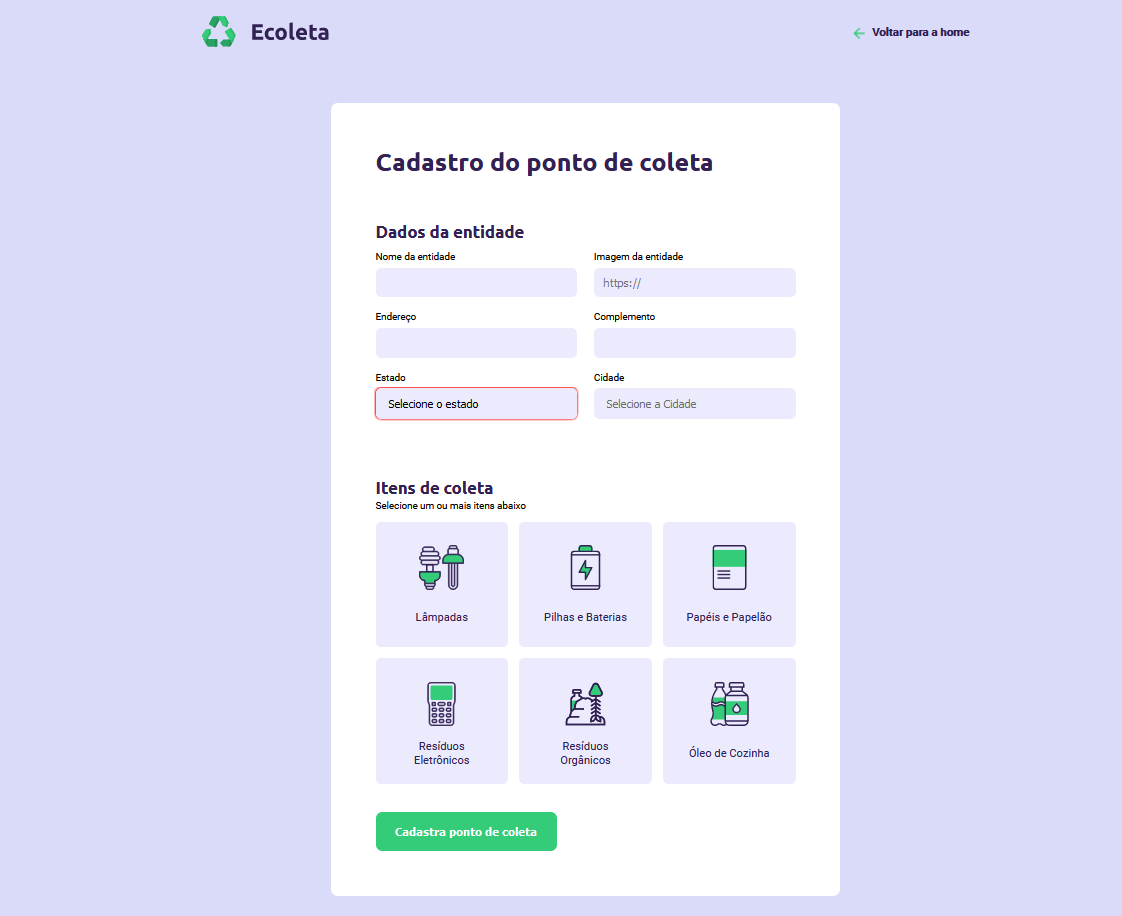 Ecoleta
Voltar para a home
Cadastro do ponto de coleta
Dados da entidade
Nome da entidade
Imagem da entidade
https://
Endereço
Complemento
Estado
Cidade
Selecione o estado
Selecione a Cidade
Itens de coleta
Selecione um ou mais itens abaixo
Lâmpadas
Pilhas e Baterias
Papéis e Papelão
Resíduos
Eletrônicos
Resíduos
Orgânicos
Óleo de Cozinha
Cadastra ponto de coleta